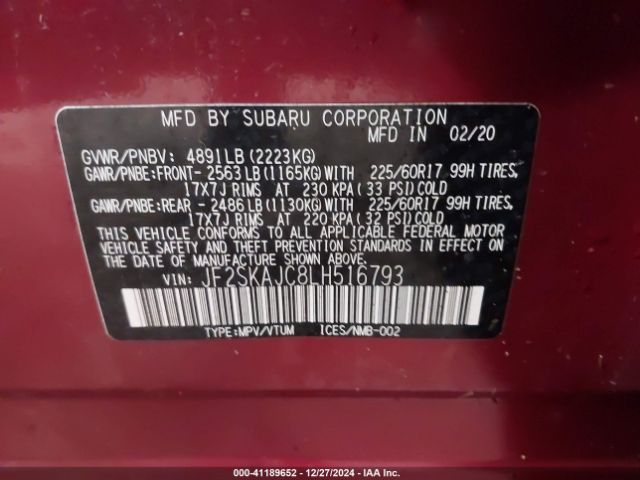 MFD BY SUBARU CORPORATION
MFD IN 02/20
GVWR/PNBV: 4891LB (2223KG)
GAWR/PNBE:FRONT- 2563 LB (1165KG) WITH 225/60R17 99H TIRES,
17X7J RIMS AT 230 KPA (33 PSI) COLD
GAWR/PNBE:REAR - 2486 LB (1130KG) WITH 225/60R17 99H TIRES,
17X7J RIMS AT 220 KPA (32 PSI) COLD
THIS VEHICLE CONFORMS TO ALL APPLICABLE FEDERAL MOTOR
VEHICLE SAFETY AND THEFT PREVENTION STANDARDS IN EFFECT
ON THE DATE OF MANUFACTURE SHOWN ABOVE.
VIN: JF2SKAJC8LH516793
TYPE:MPV/VTUM ICES/NMB-002
000-41189652 - 12/27/2024 - IAAI.COM